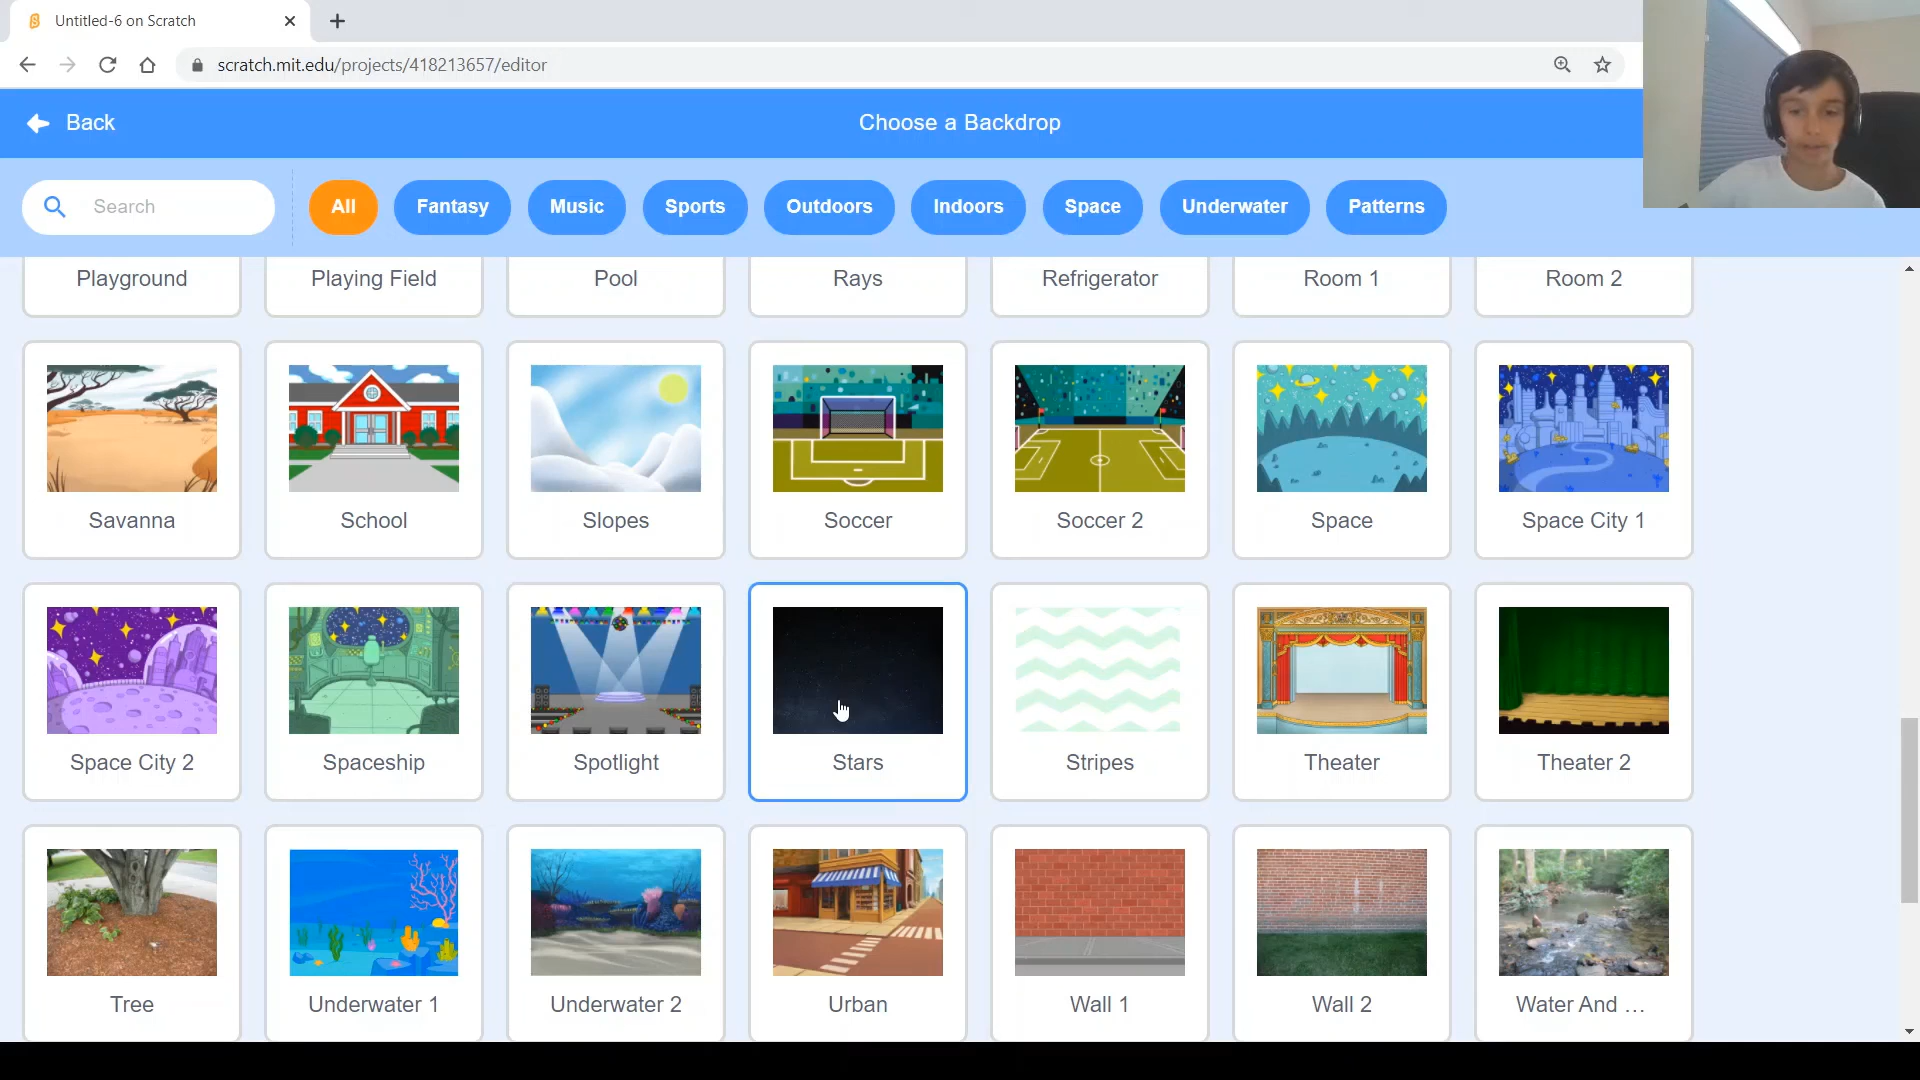 Untitled-6 on Scratch
scratch.mit.edu/projects/418213657/editor
Back
Choose a Backdrop
Search
All
Fantasy
Music
Sports
Outdoors
Indoors
Space
Underwater
Patterns
Playground
Playing Field
Pool
Rays
Refrigerator
Room 1
Room 2
Savanna
School
Slopes
Soccer
Soccer 2
Space
Space City 1
Space City 2
Spaceship
Spotlight
Stars
Stripes
Theater
Theater 2
Tree
Underwater 1
Underwater 2
Urban
Wall 1
Wall 2
Water And ...